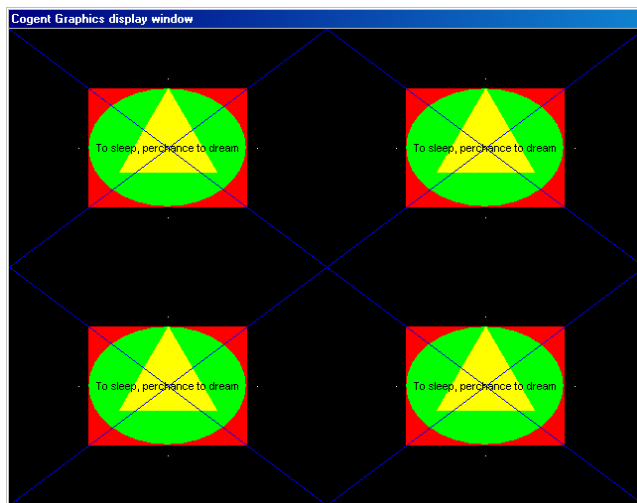 Cogent Graphics display window
To sleep, perchance to dream
To sleep, perchance to dream
To sleep, perchance to dream
To sleep, perchance to dream